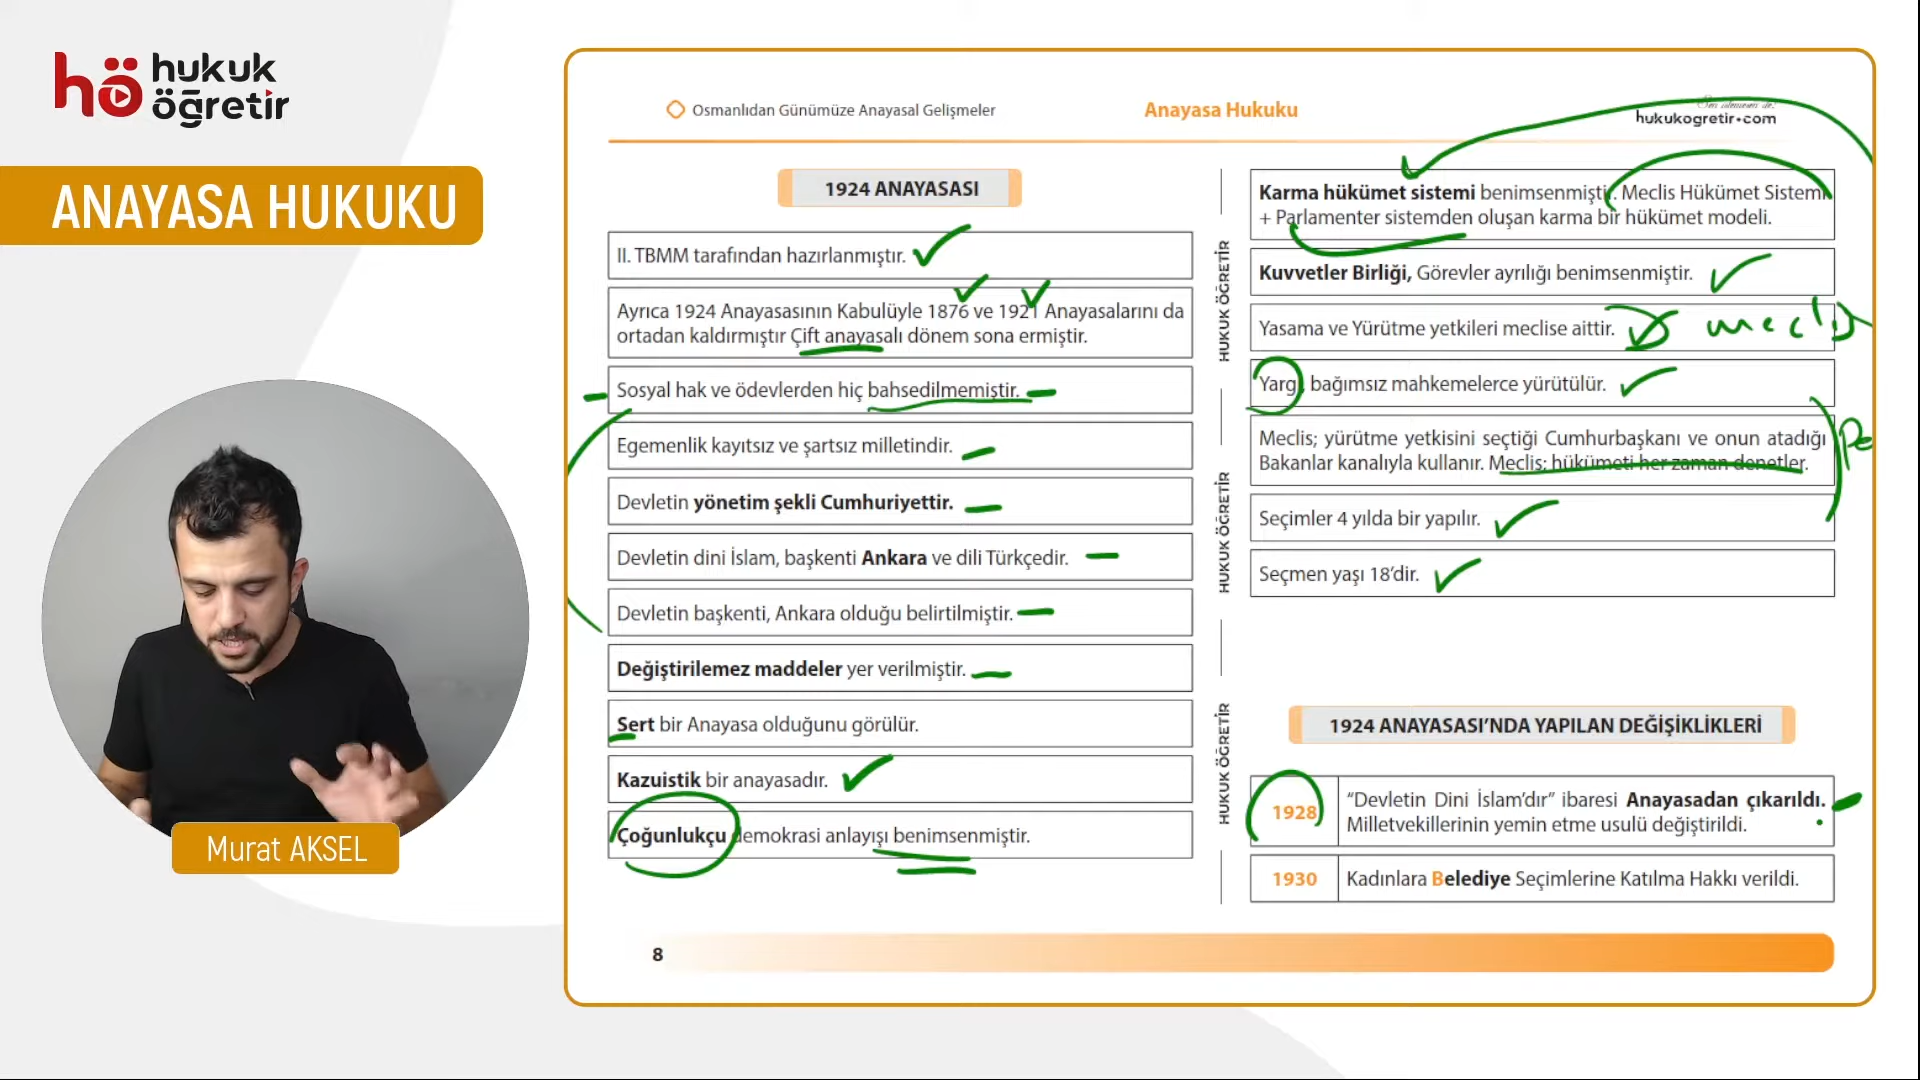 hö hukuk
öğretir
ANAYASA HUKUKU
Murat AKSEL
Osmanlıdan Günümüze Anayasal Gelişmeler
Anayasa Hukuku
hukukogretir.com
1924 ANAYASASI
II. TBMM tarafından hazırlanmıştır.
Ayrıca 1924 Anayasasının Kabulüyle 1876 ve 1921 Anayasalarını da
ortadan kaldırmıştır Çift anayasalı dönem sona ermiştir.
Sosyal hak ve ödevlerden hiç bahsedilmemiştir.
Egemenlik kayıtsız ve şartsız milletindir.
Devletin yönetim şekli Cumhuriyettir.
Devletin dini İslam, başkenti Ankara ve dili Türkçedir.
Devletin başkenti, Ankara olduğu belirtilmiştir.
Değiştirilemez maddeler yer verilmiştir.
Sert bir Anayasa olduğunu görülür.
Kazuistik bir anayasadır.
Çoğunlukçu demokrasi anlayışı benimsenmiştir.
HUKUK ÖĞRETİR
HUKUK ÖĞRETİR
HUKUK ÖĞRETİR
Karma hükümet sistemi benimsenmiştir. Meclis Hükümet Sistemi
+ Parlamenter sistemden oluşan karma bir hükümet modeli.
Kuvvetler Birliği, Görevler ayrılığı benimsenmiştir.
Yasama ve Yürütme yetkileri meclise aittir. meclis
Yargı, bağımsız mahkemelerce yürütülür.
Meclis; yürütme yetkisini seçtiği Cumhurbaşkanı ve onun atadığı
Bakanlar kanalıyla kullanır. Meclis; hükümeti her zaman denetler.
Seçimler 4 yılda bir yapılır.
Seçmen yaşı 18'dir.
1924 ANAYASASI'NDA YAPILAN DEĞİŞİKLİKLERİ
1928
"Devletin Dini İslam'dır" ibaresi Anayasadan çıkarıldı.
Milletvekillerinin yemin etme usulü değiştirildi.
1930
Kadınlara Belediye Seçimlerine Katılma Hakkı verildi.
8